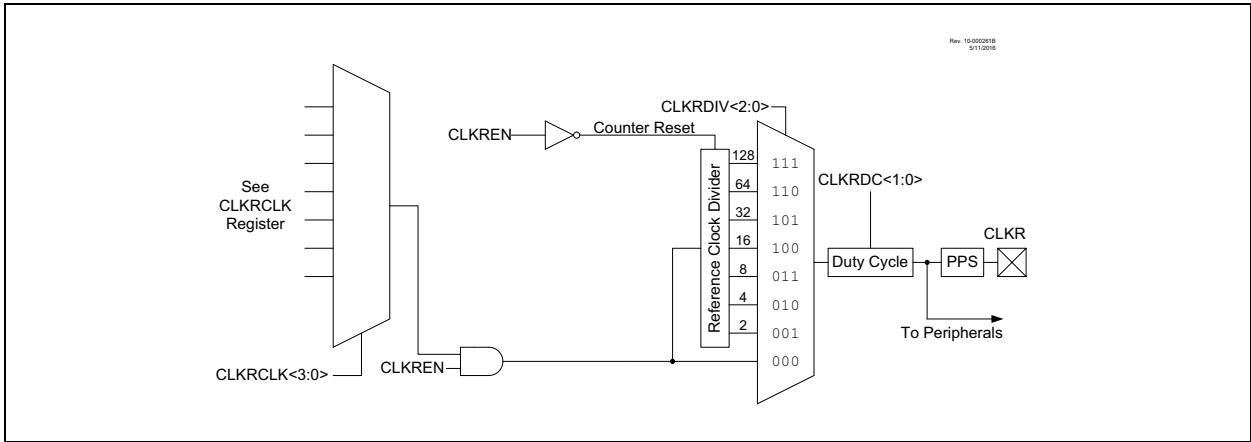 Rev. 10-000261B
5/11/2016
CLKRDIV<2:0>
CLKREN
Counter Reset
Reference Clock Divider
128
111
64
110
32
101
16
100
8
011
4
010
2
001
000
See
CLKRCLK
Register
CLKRCLK<3:0>
CLKREN
CLKRDC<1:0>
Duty Cycle
PPS
CLKR
To Peripherals